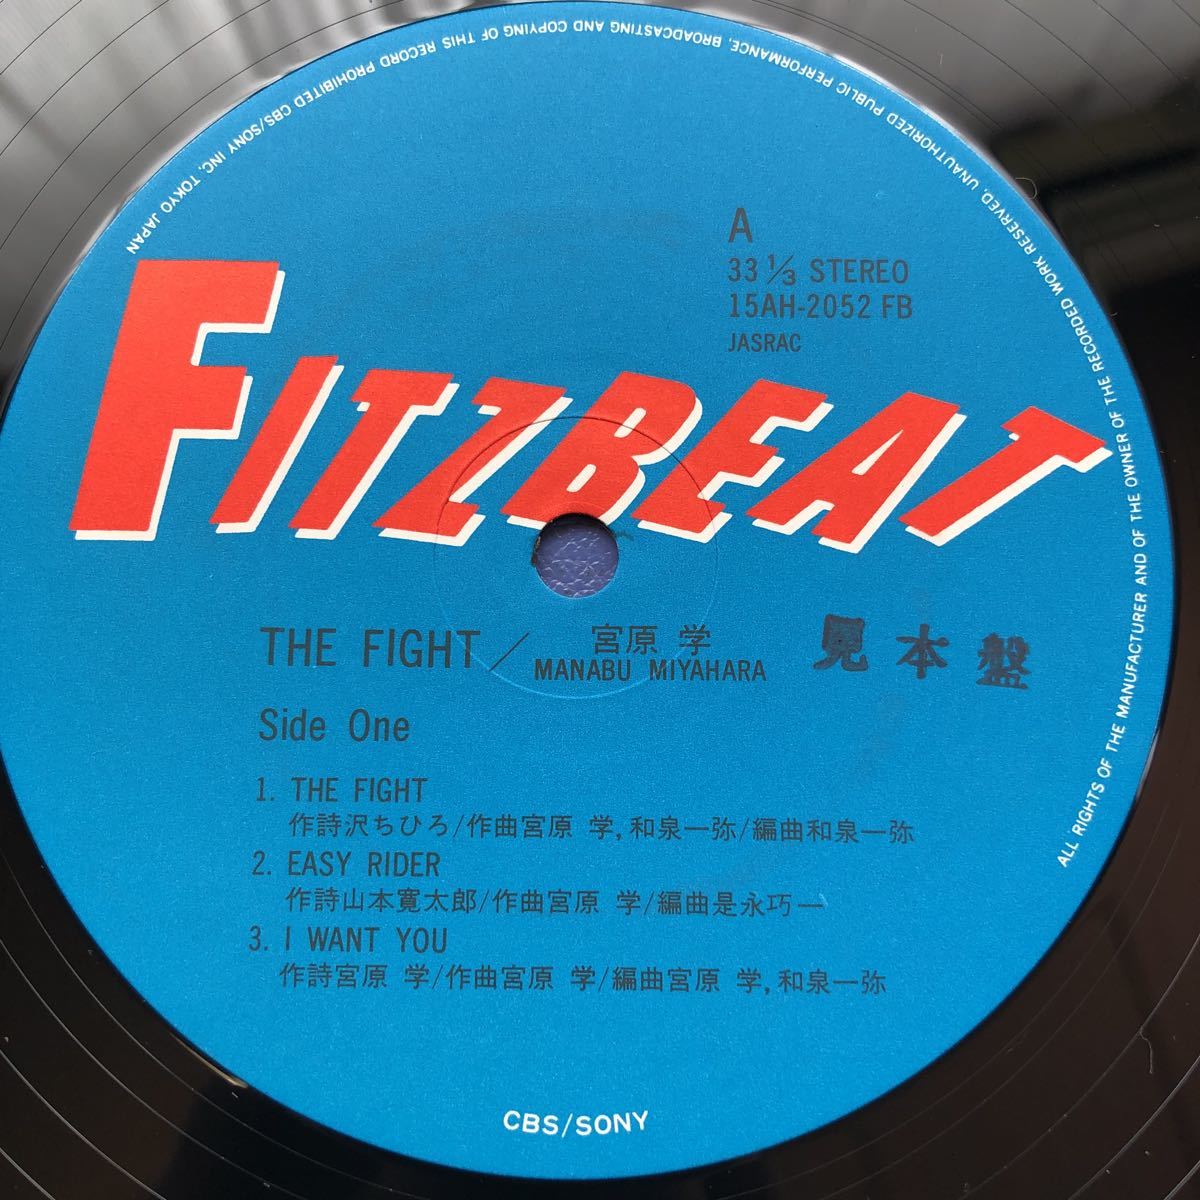 ALL RIGHTS OF THE MANUFACTURER AND OF THE OWNER OF THE RECORDED WORK RESERVED. UNAUTHORIZED PUBLIC PERFORMANCE, BROADCASTING AND COPYING OF THIS RECORD PROHIBITED CBS/SONY INC. TOKYO JAPAN
A
33 1/3 STEREO
15AH-2052 FB
JASRAC
FITZBEAT
THE FIGHT / 宮原 学 見本盤
MANABU MIYAHARA
Side One
1. THE FIGHT
作詩沢ちひろ/作曲宮原 学,和泉一弥/編曲和泉一弥
2. EASY RIDER
作詩山本寛太郎/作曲宮原 学/編曲是永巧一
3. I WANT YOU
作詩宮原 学/作曲宮原 学/編曲宮原 学,和泉一弥
CBS/SONY